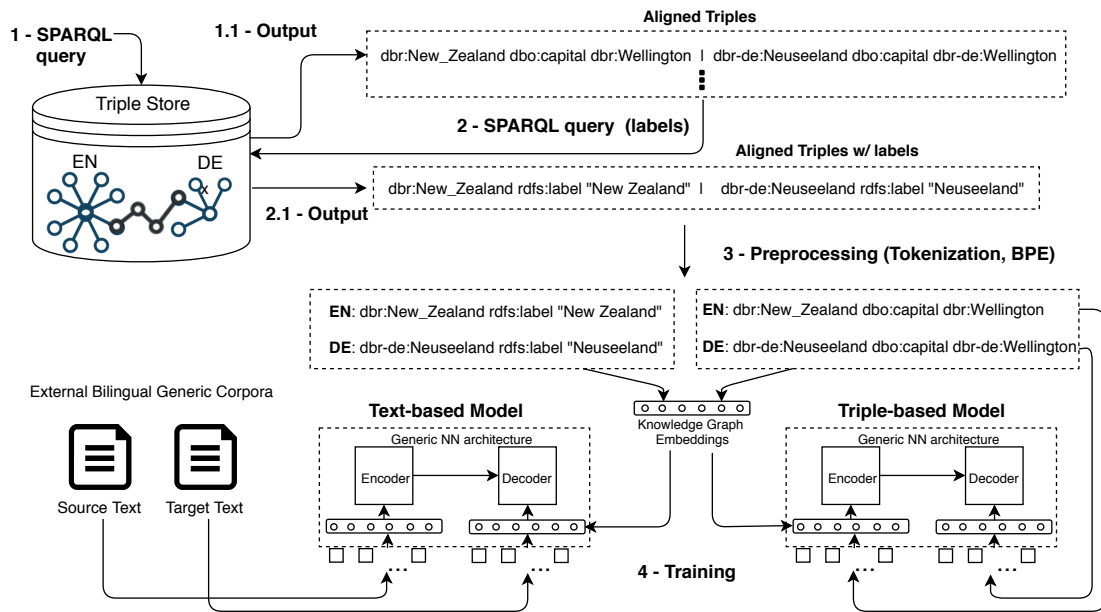 1 - SPARQL
query
1.1 - Output
Aligned Triples
dbr:New_Zealand dbo:capital dbr:Wellington | dbr-de:Neuseeland dbo:capital dbr-de:Wellington
Triple Store
2 - SPARQL query (labels)
EN
DE
x
Aligned Triples w/ labels
dbr:New_Zealand rdfs:label "New Zealand" | dbr-de:Neuseeland rdfs:label "Neuseeland"
2.1 - Output
3 - Preprocessing (Tokenization, BPE)
EN: dbr:New_Zealand rdfs:label "New Zealand"
DE: dbr-de:Neuseeland rdfs:label "Neuseeland"
EN: dbr:New_Zealand dbo:capital dbr:Wellington
DE: dbr-de:Neuseeland dbo:capital dbr-de:Wellington
External Bilingual Generic Corpora
Source Text
Target Text
Text-based Model
Generic NN architecture
Encoder
Decoder
...
...
Knowledge Graph
Embeddings
Triple-based Model
Generic NN architecture
Encoder
Decoder
...
...
4 - Training